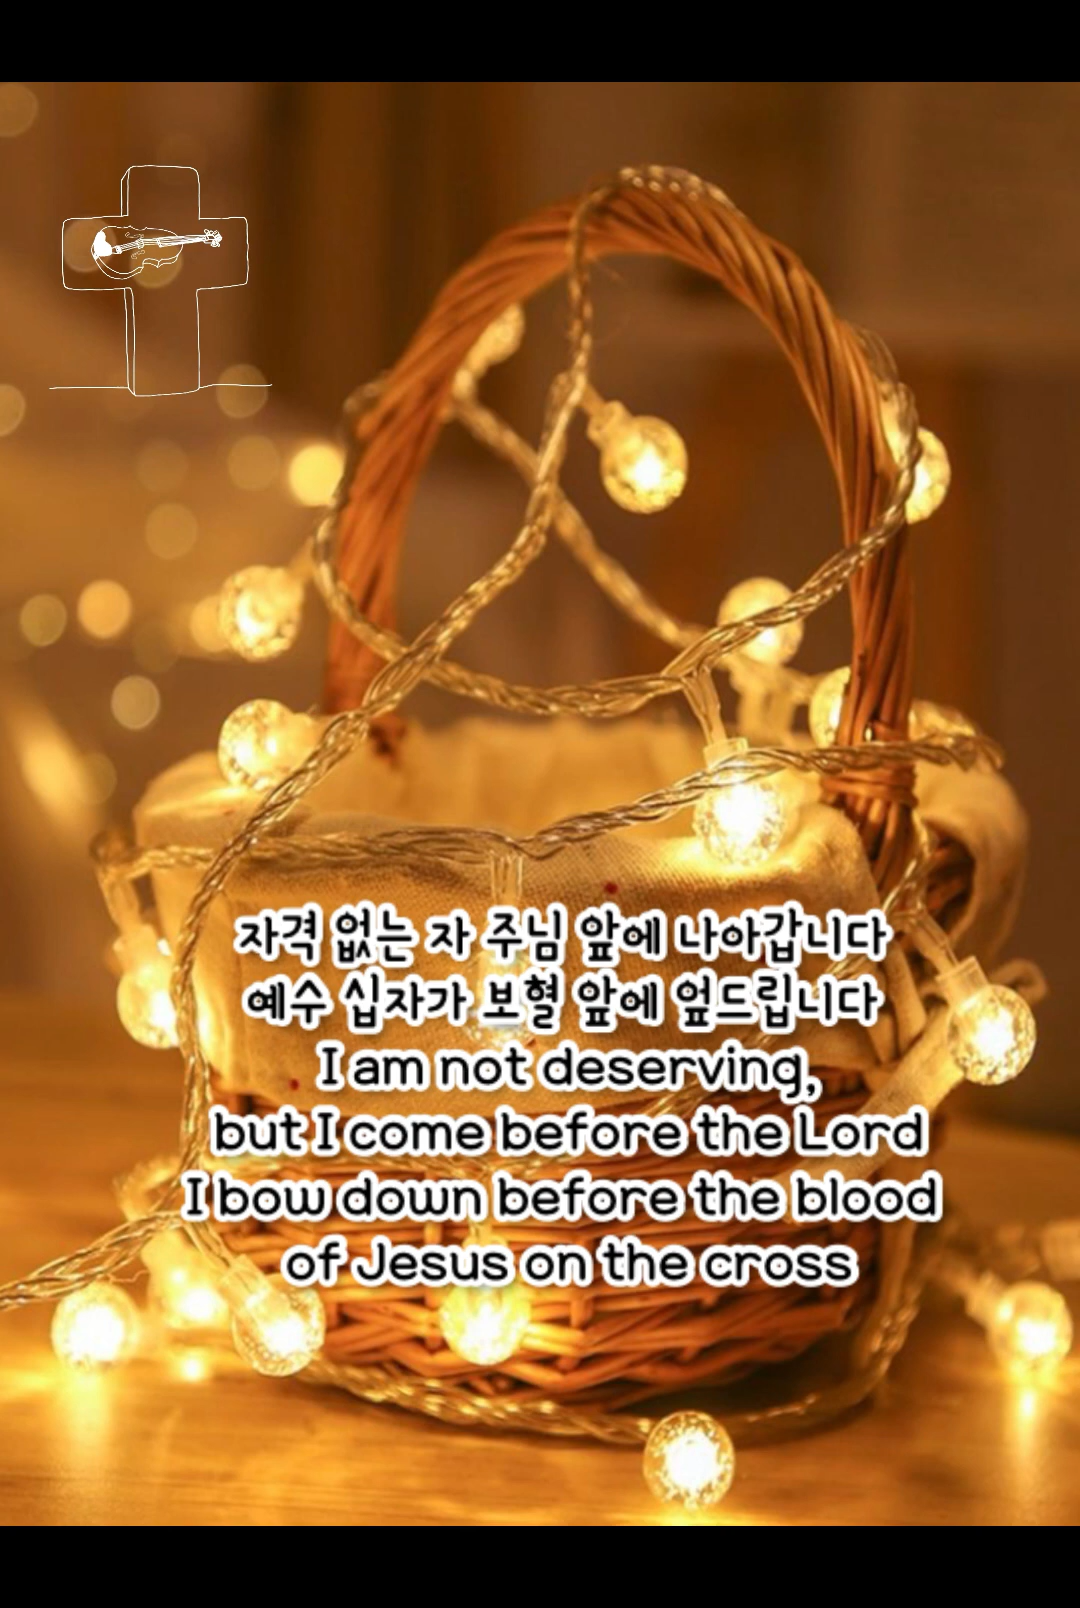 자격 없는 자 주님 앞에 나아갑니다
예수 십자가 보혈 앞에 엎드립니다
I am not deserving,
but I come before the Lord
I bow down before the blood
of Jesus on the cross